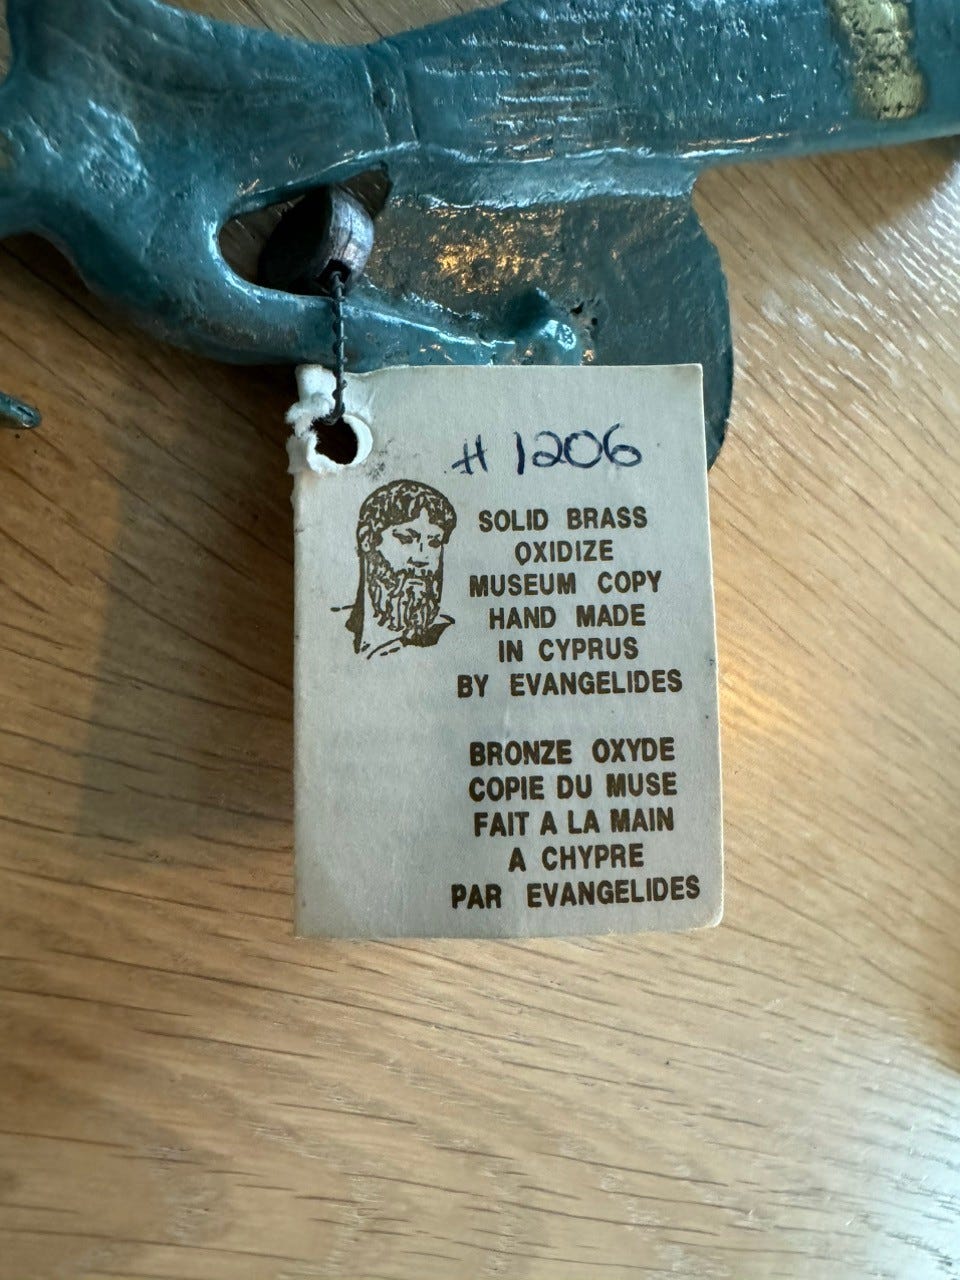 # 1206
SOLID BRASS
OXIDIZE
MUSEUM COPY
HAND MADE
IN CYPRUS
BY EVANGELIDES
BRONZE OXYDE
COPIE DU MUSE
FAIT A LA MAIN
A CHYPRE
PAR EVANGELIDES